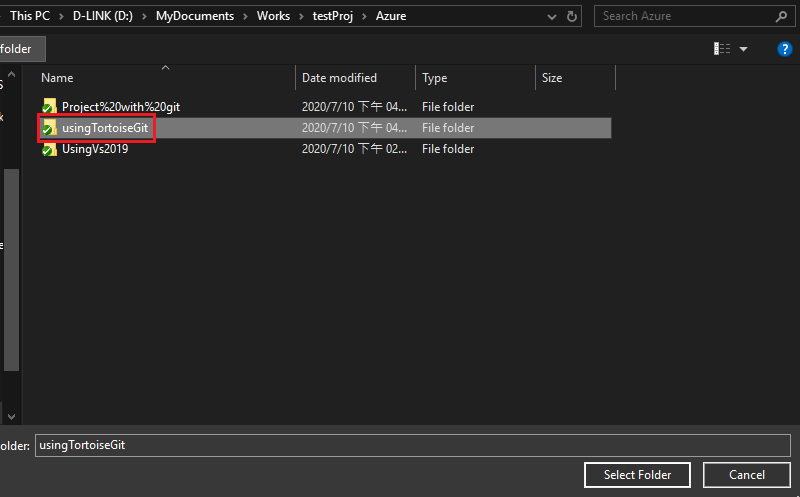 This PC > D-LINK (D:) > MyDocuments > Works > testProj > Azure
Search Azure
folder
Name Date modified Type Size
Project%20with%20git 2020/7/10 下午 04... File folder
usingTortoiseGit 2020/7/10 下午 04... File folder
UsingVs2019 2020/7/10 下午 02... File folder
older: usingTortoiseGit
Select Folder Cancel